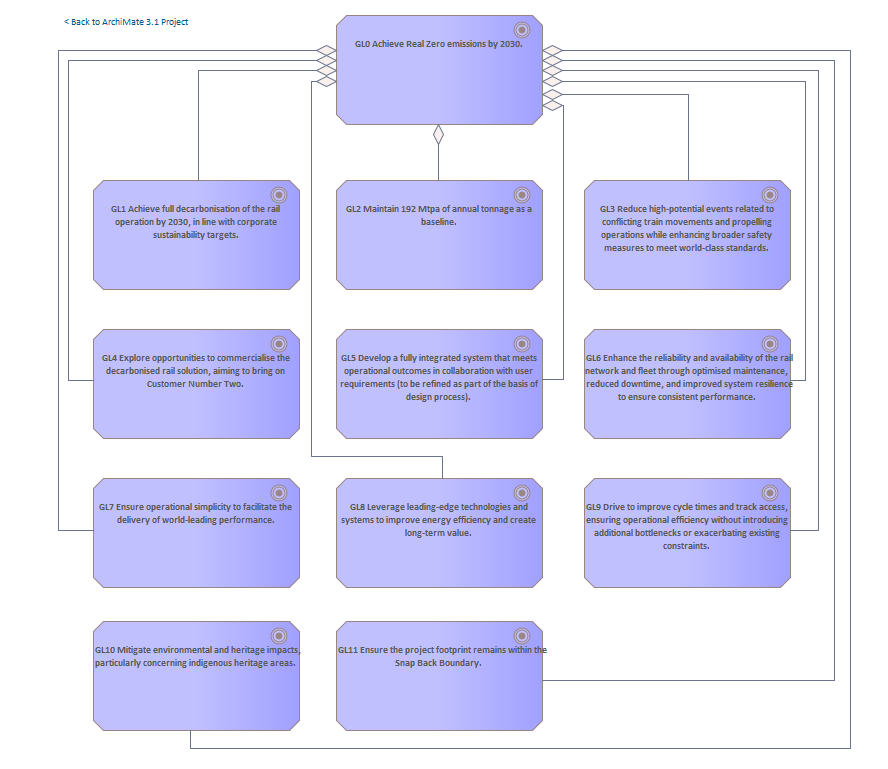 < Back to ArchiMate 3.1 Project
GL0 Achieve Real Zero emissions by 2030.
GL1 Achieve full decarbonisation of the rail
operation by 2030, in line with corporate
sustainability targets.
GL2 Maintain 192 Mtpa of annual tonnage as a
baseline.
GL3 Reduce high-potential events related to
conflicting train movements and propelling
operations while enhancing broader safety
measures to meet world-class standards.
GL4 Explore opportunities to commercialise the
decarbonised rail solution, aiming to bring on
Customer Number Two.
GL5 Develop a fully integrated system that meets
operational outcomes in collaboration with user
requirements (to be refined as part of the basis of
design process).
GL6 Enhance the reliability and availability of the rail
network and fleet through optimised maintenance,
reduced downtime, and improved system resilience
to ensure consistent performance.
GL7 Ensure operational simplicity to facilitate the
delivery of world-leading performance.
GL8 Leverage leading-edge technologies and
systems to improve energy efficiency and create
long-term value.
GL9 Drive to improve cycle times and track access,
ensuring operational efficiency without introducing
additional bottlenecks or exacerbating existing
constraints.
GL10 Mitigate environmental and heritage impacts,
particularly concerning indigenous heritage areas.
GL11 Ensure the project footprint remains within the
Snap Back Boundary.